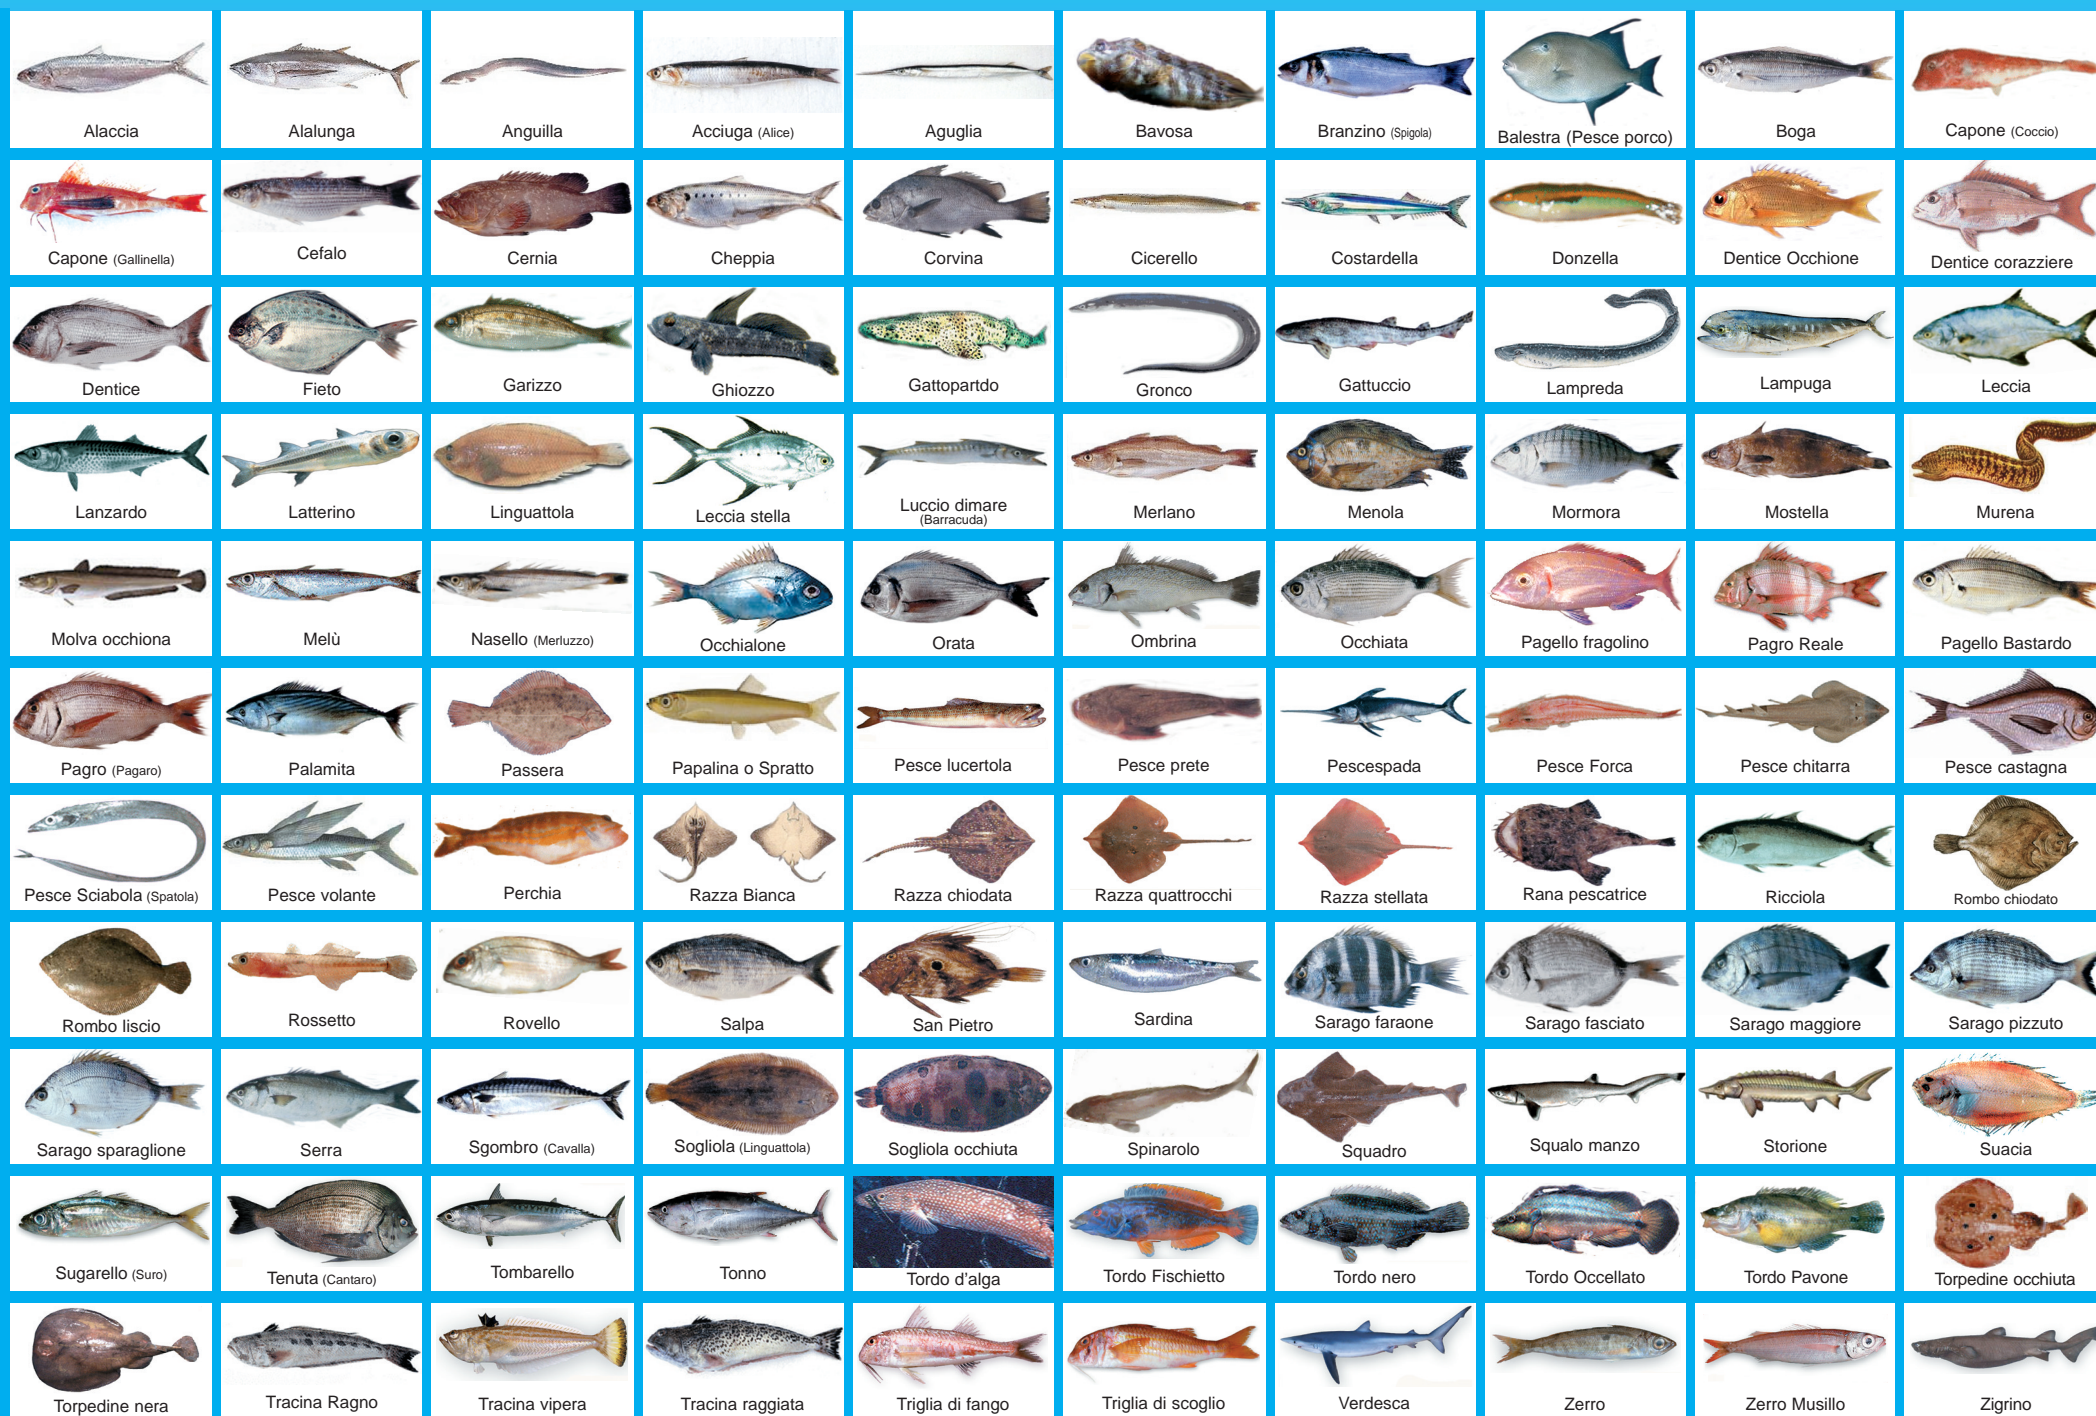 Alaccia
Alalunga
Anguilla
Acciuga (Alice)
Aguglia
Bavosa
Branzino (Spigola)
Balestra (Pesce porco)
Boga
Capone (Coccio)
Capone (Gallinella)
Cefalo
Cernia
Cheppia
Corvina
Cicerello
Costardella
Donzella
Dentice Occhione
Dentice corazziere
Dentice
Fieto
Garizzo
Ghiozzo
Gattopartdo
Gronco
Gattuccio
Lampreda
Lampuga
Leccia
Lanzardo
Latterino
Linguattola
Leccia stella
Luccio dimare
(Barracuda)
Merlano
Menola
Mormora
Mostella
Murena
Molva occhiona
Melù
Nasello (Merluzzo)
Occhialone
Orata
Ombrina
Occhiata
Pagello fragolino
Pagro Reale
Pagello Bastardo
Pagro (Pagaro)
Palamita
Passera
Papalina o Spratto
Pesce lucertola
Pesce prete
Pescespada
Pesce Forca
Pesce chitarra
Pesce castagna
Pesce Sciabola (Spatola)
Pesce volante
Perchia
Razza Bianca
Razza chiodata
Razza quattrocchi
Razza stellata
Rana pescatrice
Ricciola
Rombo chiodato
Rombo liscio
Rossetto
Rovello
Salpa
San Pietro
Sardina
Sarago faraone
Sarago fasciato
Sarago maggiore
Sarago pizzuto
Sarago sparaglione
Serra
Sgombro (Cavalla)
Sogliola (Linguattola)
Sogliola occhiuta
Spinarolo
Squadro
Squalo manzo
Storione
Suacia
Sugarello (Suro)
Tenuta (Cantaro)
Tombarello
Tonno
Tordo d'alga
Tordo Fischietto
Tordo nero
Tordo Occellato
Tordo Pavone
Torpedine occhiuta
Torpedine nera
Tracina Ragno
Tracina vipera
Tracina raggiata
Triglia di fango
Triglia di scoglio
Verdesca
Zerro
Zerro Musillo
Zigrino